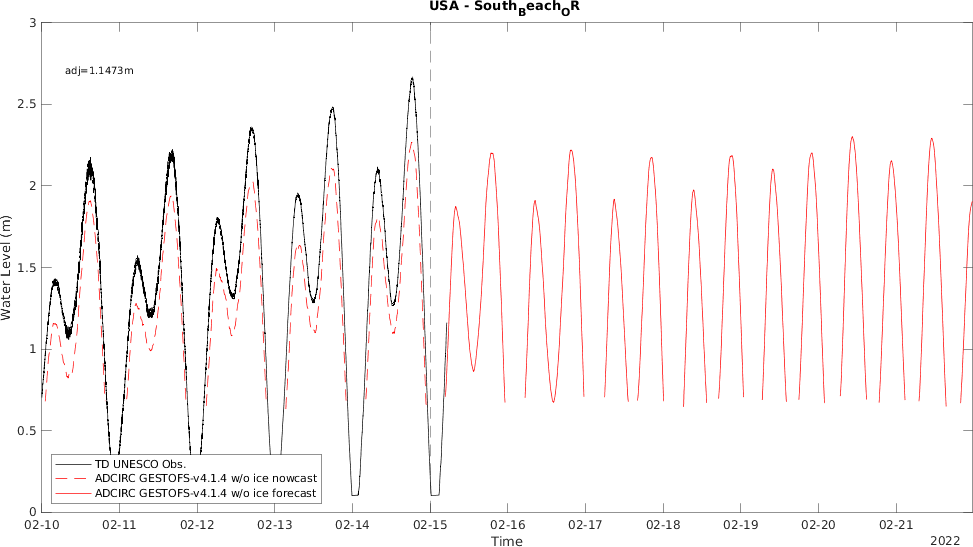 USA - South_Beach_OR
adj=1.1473m
Water Level (m)
3
2.5
2
1.5
1
0.5
0
TD UNESCO Obs.
ADCIRC GESTOFS-v4.1.4 w/o ice nowcast
ADCIRC GESTOFS-v4.1.4 w/o ice forecast
02-10 02-11 02-12 02-13 02-14 02-15 02-16 02-17 02-18 02-19 02-20 02-21
Time
2022